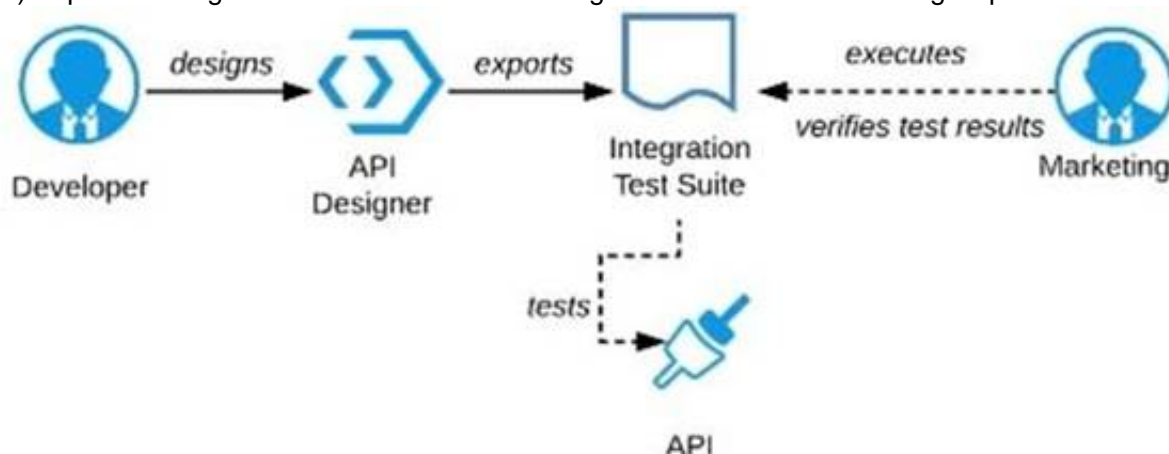 designs
exports
executes
verifies test results
Developer
API
Designer
Integration
Test Suite
Marketing
tests
API